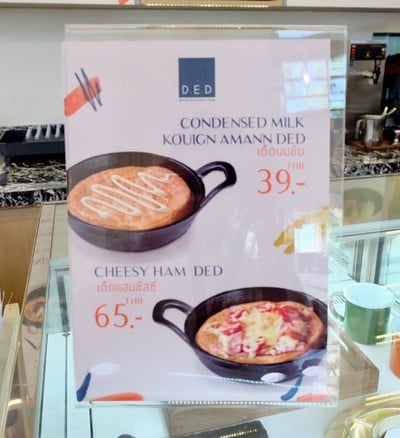 D.E.D
CONDENSED MILK
KOUIGN AMANN DED
เด็ดนมข้น
THB
39.-
CHEESY HAM DED
เด็ดแฮมชีสซี่
THB
65.-